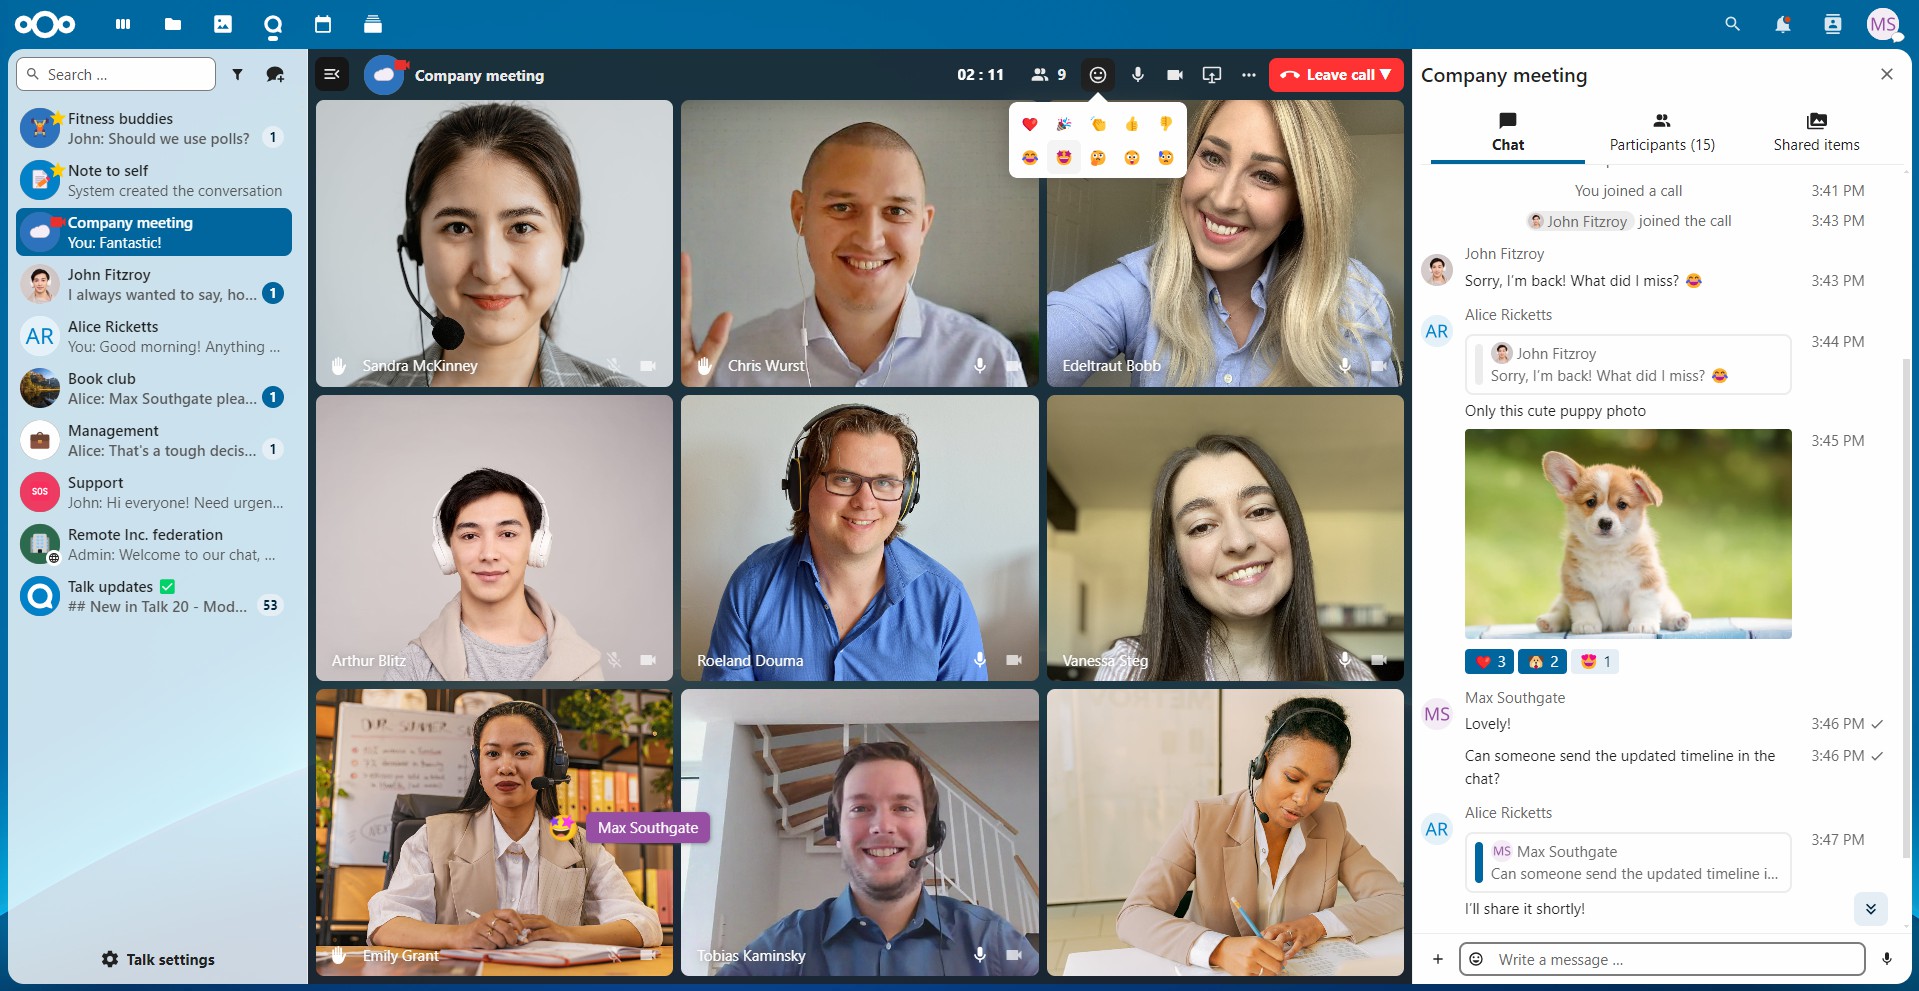 MS
Search ...
Fitness buddies
John: Should we use polls?
1
Note to self
System created the conversation
Company meeting
You: Fantastic!
John Fitzroy
I always wanted to say, ho...
1
AR
Alice Ricketts
You: Good morning! Anything ...
Book club
Alice: Max Southgate plea...
1
Management
Alice: That's a tough decis...
1
SOS
Support
John: Hi everyone! Need urgen...
Remote Inc. federation
Admin: Welcome to our chat, ...
Talk updates ✅
## New in Talk 20 - Mod...
53
Talk settings
Company meeting
02 : 11
9
Leave call
Sandra McKinney
Chris Wurst
Edeltraut Bobb
Arthur Blitz
Roeland Douma
Vanessa Steg
Emily Grant
Max Southgate
Tobias Kaminsky
Company meeting
Chat
Participants (15)
Shared items
You joined a call
3:41 PM
John Fitzroy joined the call
3:43 PM
John Fitzroy
Sorry, I'm back! What did I miss? 😂
3:43 PM
AR
Alice Ricketts
3:44 PM
John Fitzroy
Sorry, I'm back! What did I miss? 😂
Only this cute puppy photo
3:45 PM
❤️ 3
🙈 2
😍 1
MS
Max Southgate
Lovely!
3:46 PM
Can someone send the updated timeline in the
chat?
3:46 PM
AR
Alice Ricketts
3:47 PM
MS Max Southgate
Can someone send the updated timeline i...
I'll share it shortly!
Write a message ...